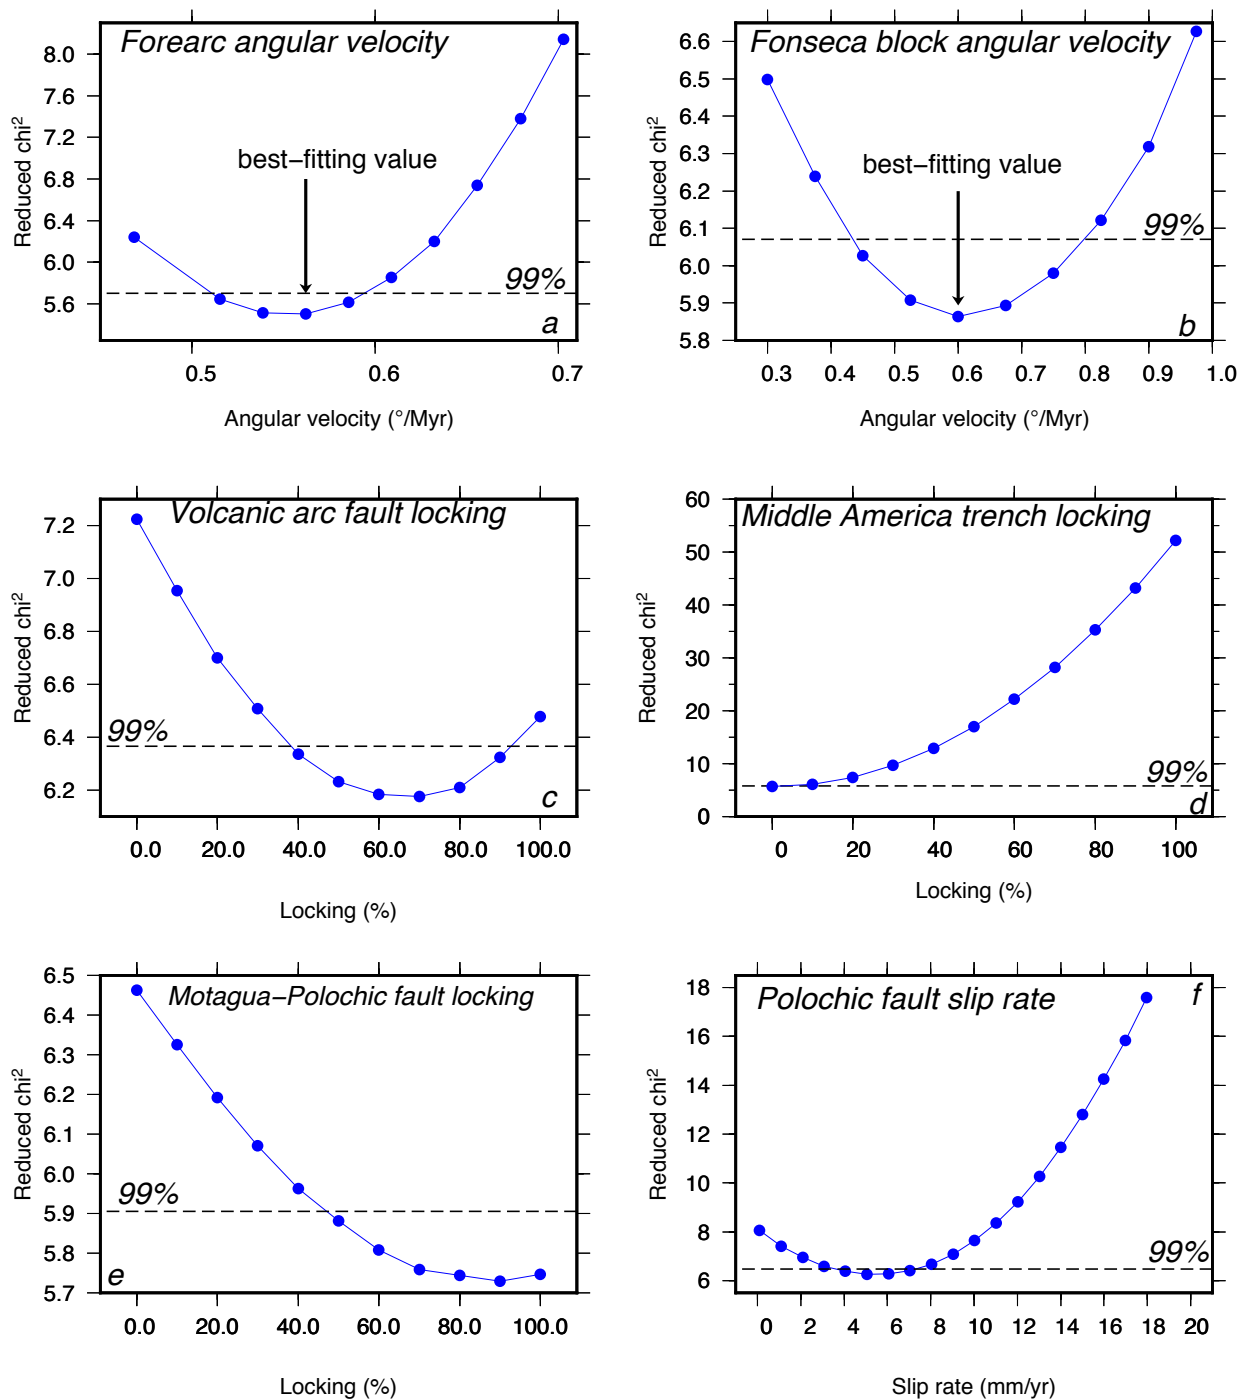 Forearc angular velocity
8.0
7.6
7.2
6.8
6.4
6.0
5.6
Reduced chi²
best−fitting value
99%
a
0.5
0.6
0.7
Angular velocity (°/Myr)
Fonseca block angular velocity
6.6
6.5
6.4
6.3
6.2
6.1
6.0
5.9
5.8
Reduced chi²
best−fitting value
99%
b
0.3 0.4 0.5 0.6 0.7 0.8 0.9 1.0
Angular velocity (°/Myr)
Volcanic arc fault locking
7.2
7.0
6.8
6.6
6.4
6.2
Reduced chi²
99%
c
0.0 20.0 40.0 60.0 80.0 100.0
Locking (%)
Middle America trench locking
60
50
40
30
20
10
0
Reduced chi²
99%
d
0 20 40 60 80 100
Locking (%)
Motagua−Polochic fault locking
6.5
6.4
6.3
6.2
6.1
6.0
5.9
5.8
5.7
Reduced chi²
99%
e
0.0 20.0 40.0 60.0 80.0 100.0
Locking (%)
Polochic fault slip rate
f
18
16
14
12
10
8
6
Reduced chi²
99%
0 2 4 6 8 10 12 14 16 18 20
Slip rate (mm/yr)